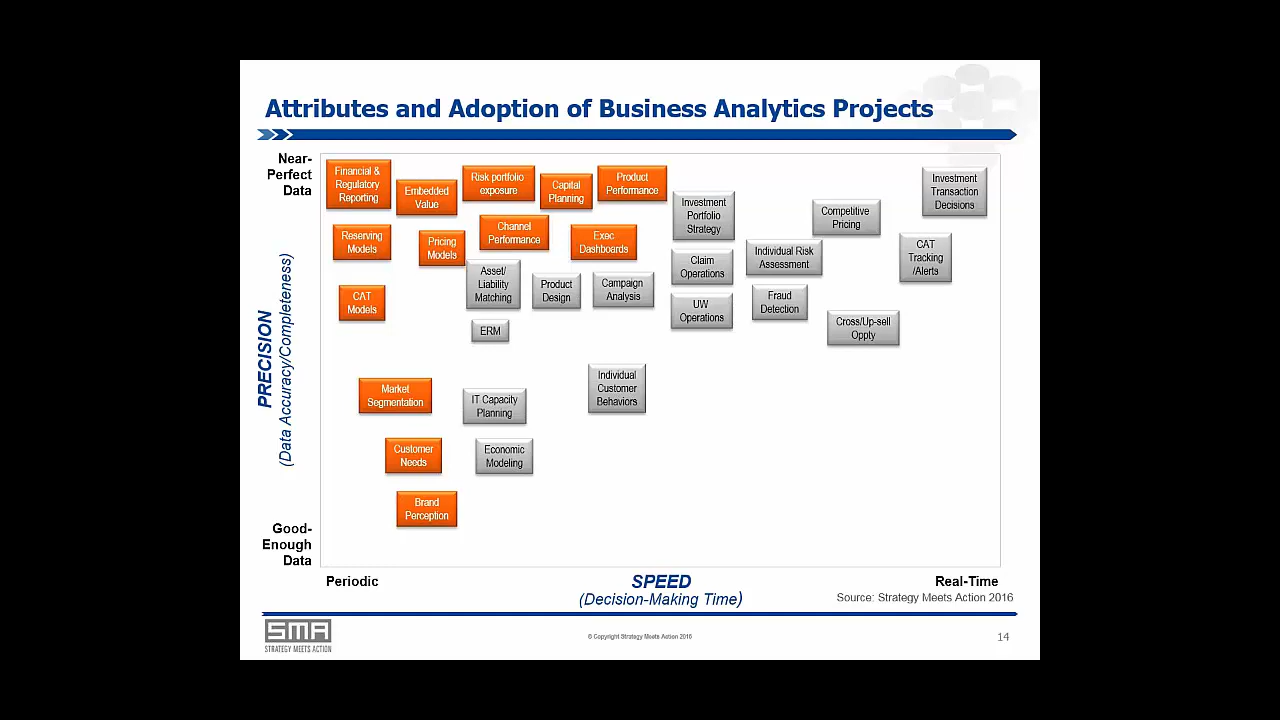 Attributes and Adoption of Business Analytics Projects
Near-
Perfect
Data
PRECISION
(Data Accuracy/Completeness)
Good-
Enough
Data
Financial &
Regulatory
Reporting
Embedded
Value
Risk portfolio
exposure
Capital
Planning
Product
Performance
Investment
Portfolio
Strategy
Competitive
Pricing
Investment
Transaction
Decisions
Reserving
Models
Pricing
Models
Channel
Performance
Exec
Dashboards
Claim
Operations
Individual Risk
Assessment
CAT
Tracking
/Alerts
CAT
Models
Asset/
Liability
Matching
Product
Design
Campaign
Analysis
UW
Operations
Fraud
Detection
Cross/Up-sell
Oppty
ERM
Market
Segmentation
IT Capacity
Planning
Individual
Customer
Behaviors
Customer
Needs
Economic
Modeling
Brand
Perception
Periodic
SPEED
(Decision-Making Time)
Real-Time
Source: Strategy Meets Action 2016
SMA
STRATEGY MEETS ACTION
© Copyright Strategy Meets Action 2016
14